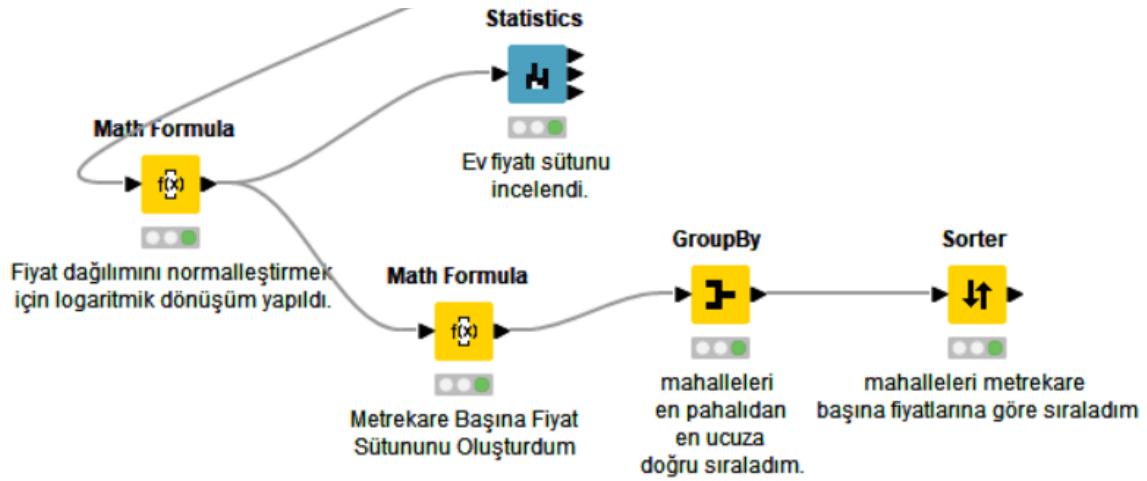 Statistics
Ev fiyatı sütunu
incelendi.
Math Formula
f(x)
Fiyat dağılımını normalleştirmek
için logaritmik dönüşüm yapıldı.
Math Formula
f(x)
Metrekare Başına Fiyat
Sütununu Oluşturdum
GroupBy
mahalleleri
en pahalıdan
en ucuza
doğru sıraladım.
Sorter
mahalleleri metrekare
başına fiyatlarına göre sıraladım